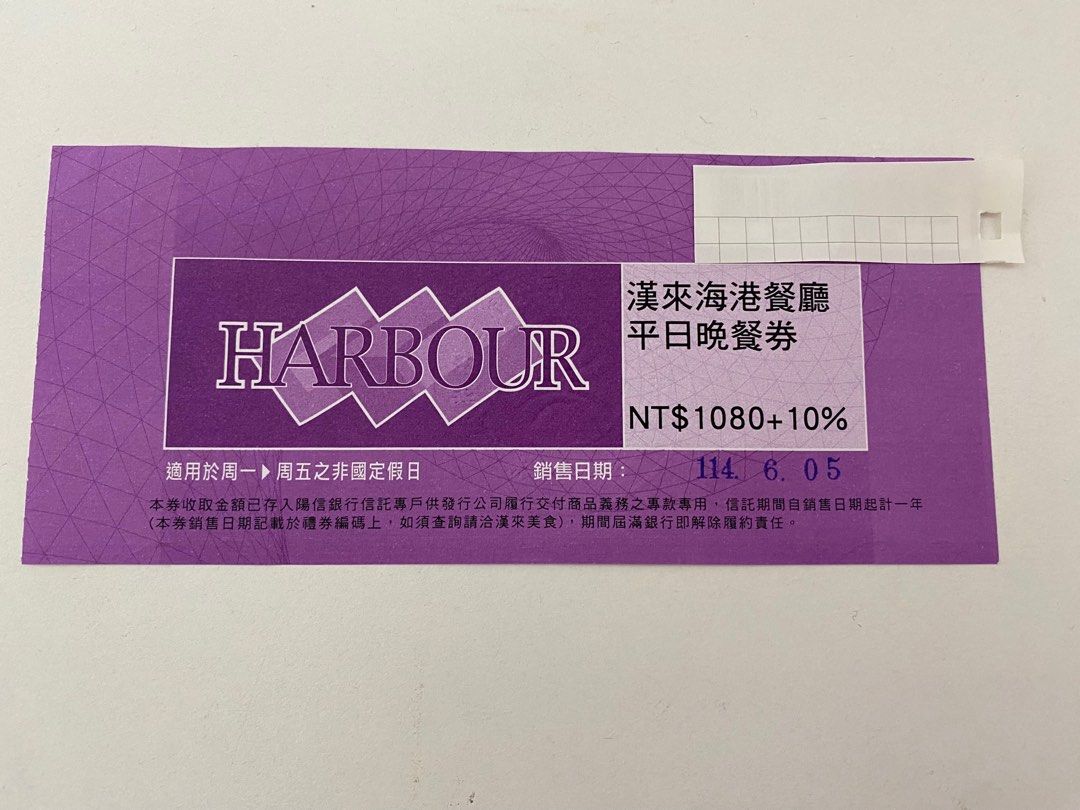 HARBOUR
漢來海港餐廳
平日晚餐券
NT$1080+10%
適用於周一▶周五之非國定假日
銷售日期：114. 6. 05
本券收取金額已存入陽信銀行信託專戶供發行公司履行交付商品義務之專款專用，信託期間自銷售日期起計一年
(本券銷售日期記載於禮券編碼上，如須查詢請洽漢來美食)，期間屆滿銀行即解除履約責任。